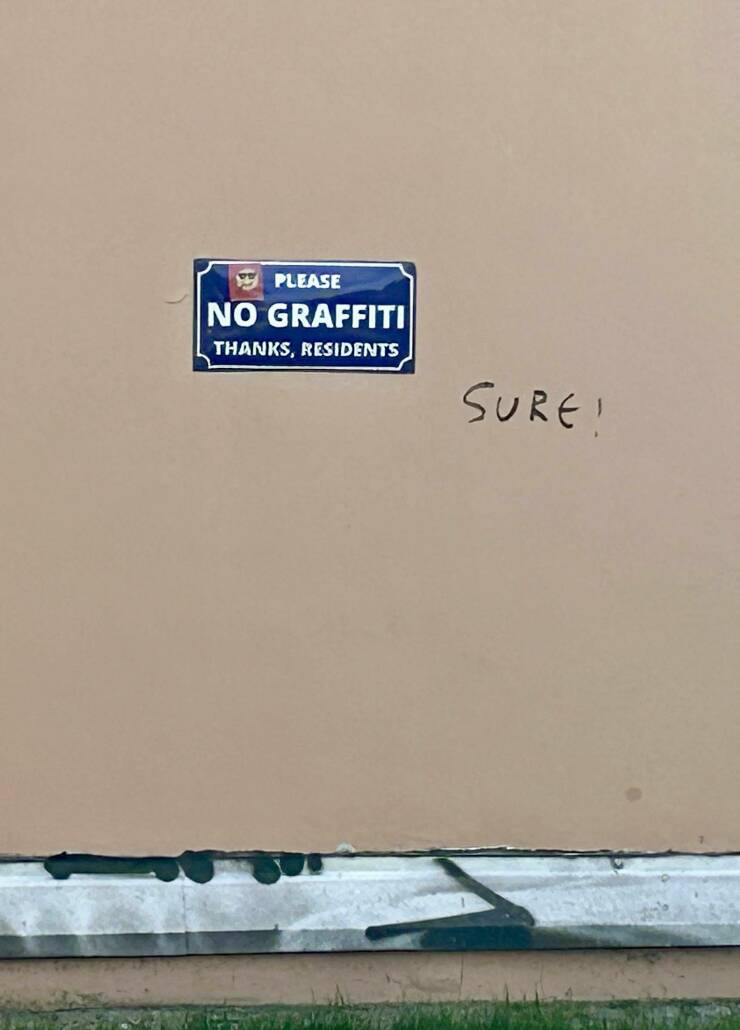 PLEASE
NO GRAFFITI
THANKS, RESIDENTS
SURE!